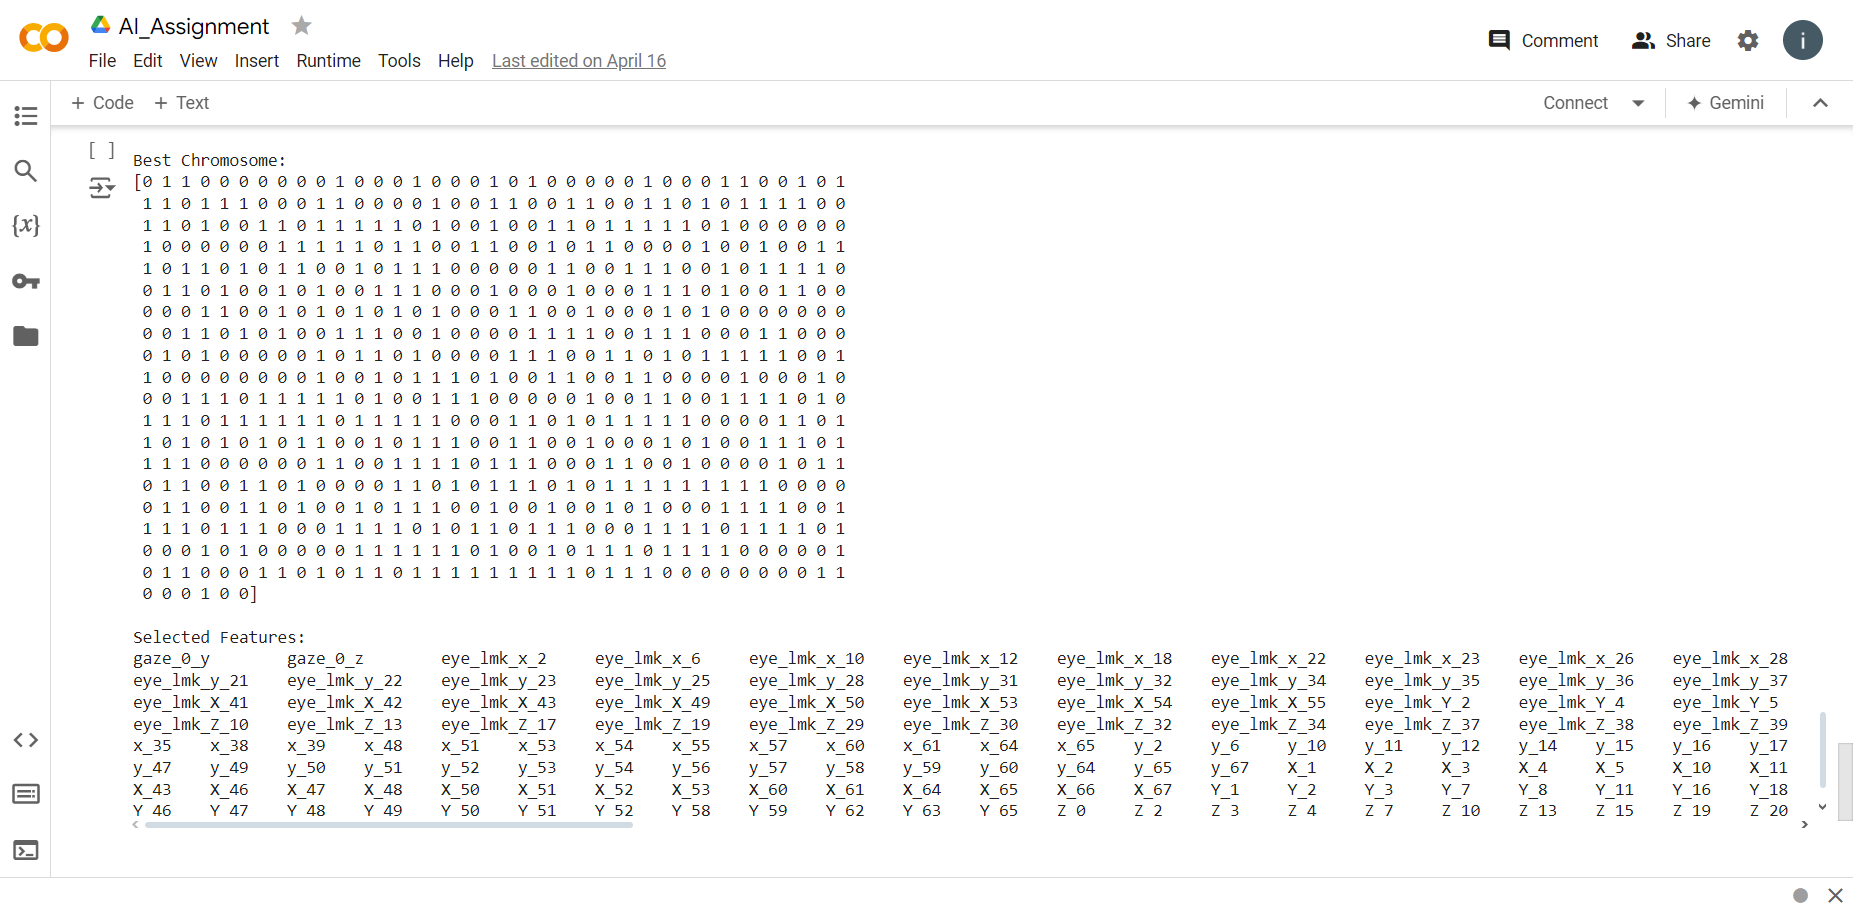 AI_Assignment
File Edit View Insert Runtime Tools Help Last edited on April 16
Comment Share i
+ Code + Text
Connect Gemini
[ ]
Best Chromosome:
[0 1 1 0 0 0 0 0 0 0 1 0 0 0 1 0 0 0 1 0 1 0 0 0 0 0 1 0 0 0 1 1 0 0 1 0 1
1 1 0 1 1 1 0 0 0 1 1 0 0 0 0 1 0 0 1 1 0 0 1 1 0 0 1 1 0 1 0 1 1 1 1 0 0
1 1 0 1 0 0 1 1 0 1 1 1 1 1 0 1 0 0 1 0 0 1 1 0 1 1 1 1 1 0 1 0 0 0 0 0 0
1 0 0 0 0 0 0 1 1 1 1 1 0 1 1 0 0 1 1 0 0 1 0 1 1 0 0 0 0 1 0 0 1 0 0 1 1
1 0 1 1 0 1 0 1 1 0 0 1 0 1 1 1 0 0 0 0 0 1 1 0 0 1 1 1 0 0 1 0 1 1 1 1 0
0 1 1 0 1 0 0 1 0 1 0 0 1 1 1 0 0 0 1 0 0 0 1 0 0 0 1 1 1 0 1 0 0 1 1 0 0
0 0 0 1 1 0 0 1 0 1 0 1 0 1 0 1 0 0 0 1 1 0 0 1 0 0 0 1 0 1 0 0 0 0 0 0 0
0 0 1 1 0 1 0 1 0 0 1 1 1 0 0 1 0 0 0 0 1 1 1 1 0 0 1 1 1 0 0 0 1 1 0 0 0
0 1 0 1 0 0 0 0 0 1 0 1 1 0 1 0 0 0 0 1 1 1 0 0 1 1 0 1 0 1 1 1 1 1 0 0 1
1 0 0 0 0 0 0 0 0 1 0 0 1 0 1 1 1 0 1 0 0 1 1 0 0 1 1 0 0 0 0 1 0 0 0 1 0
0 0 1 1 1 0 1 1 1 1 1 0 1 0 0 1 1 1 0 0 0 0 0 1 0 0 1 1 0 0 1 1 1 1 0 1 0
1 1 1 0 1 1 1 1 1 1 0 1 1 1 1 1 0 0 0 1 1 0 1 0 1 1 1 1 1 0 0 0 0 1 1 0 1
1 0 1 0 1 0 1 0 1 1 0 0 1 0 1 1 1 0 0 1 1 0 0 1 0 0 0 1 0 1 0 0 1 1 1 0 1
1 1 1 0 0 0 0 0 0 1 1 0 0 1 1 1 1 0 1 1 1 0 0 0 1 1 0 0 1 0 0 0 0 1 0 1 1
0 1 1 0 0 1 1 0 1 0 0 0 0 1 1 0 1 0 1 1 1 0 1 0 1 1 1 1 1 1 1 1 1 0 0 0 0
0 1 1 0 0 1 1 0 1 0 0 1 0 1 1 1 0 0 1 0 0 1 0 0 1 0 1 0 0 0 1 1 1 1 0 0 1
1 1 1 0 1 1 1 0 0 0 1 1 1 1 0 1 0 1 1 0 1 1 1 0 0 0 1 1 1 1 0 1 1 1 1 0 1
0 0 0 1 0 1 0 0 0 0 0 1 1 1 1 1 1 0 1 0 0 1 0 1 1 1 0 1 1 1 1 0 0 0 0 0 1
0 1 1 0 0 0 1 1 0 1 0 1 1 0 1 1 1 1 1 1 1 1 1 0 1 1 1 0 0 0 0 0 0 0 0 1 1
0 0 0 1 0 0]
Selected Features:
gaze_0_y gaze_0_z eye_lmk_x_2 eye_lmk_x_6 eye_lmk_x_10 eye_lmk_x_12 eye_lmk_x_18 eye_lmk_x_22 eye_lmk_x_23 eye_lmk_x_26 eye_lmk_x_28
eye_lmk_y_21 eye_lmk_y_22 eye_lmk_y_23 eye_lmk_y_25 eye_lmk_y_28 eye_lmk_y_31 eye_lmk_y_32 eye_lmk_y_34 eye_lmk_y_35 eye_lmk_y_36 eye_lmk_y_37
eye_lmk_X_41 eye_lmk_X_42 eye_lmk_X_43 eye_lmk_X_49 eye_lmk_X_50 eye_lmk_X_53 eye_lmk_X_54 eye_lmk_X_55 eye_lmk_Y_2 eye_lmk_Y_4 eye_lmk_Y_5
eye_lmk_Z_10 eye_lmk_Z_13 eye_lmk_Z_17 eye_lmk_Z_19 eye_lmk_Z_29 eye_lmk_Z_30 eye_lmk_Z_32 eye_lmk_Z_34 eye_lmk_Z_37 eye_lmk_Z_38 eye_lmk_Z_39
x_35 x_38 x_39 x_48 x_51 x_53 x_54 x_55 x_57 x_60 x_61 x_64 x_65 y_2 y_6 y_10 y_11 y_12 y_14 y_15 y_16 y_17
y_47 y_49 y_50 y_51 y_52 y_53 y_54 y_56 y_57 y_58 y_59 y_60 y_64 y_65 y_67 X_1 X_2 X_3 X_4 X_5 X_10 X_11
X_43 X_46 X_47 X_48 X_50 X_51 X_52 X_53 X_60 X_61 X_64 X_65 X_66 X_67 Y_1 Y_2 Y_3 Y_7 Y_8 Y_11 Y_16 Y_18
Y_46 Y_47 Y_48 Y_49 Y_50 Y_51 Y_52 Y_58 Y_59 Y_62 Y_63 Y_65 Z_0 Z_2 Z_3 Z_4 Z_7 Z_10 Z_13 Z_15 Z_19 Z_20